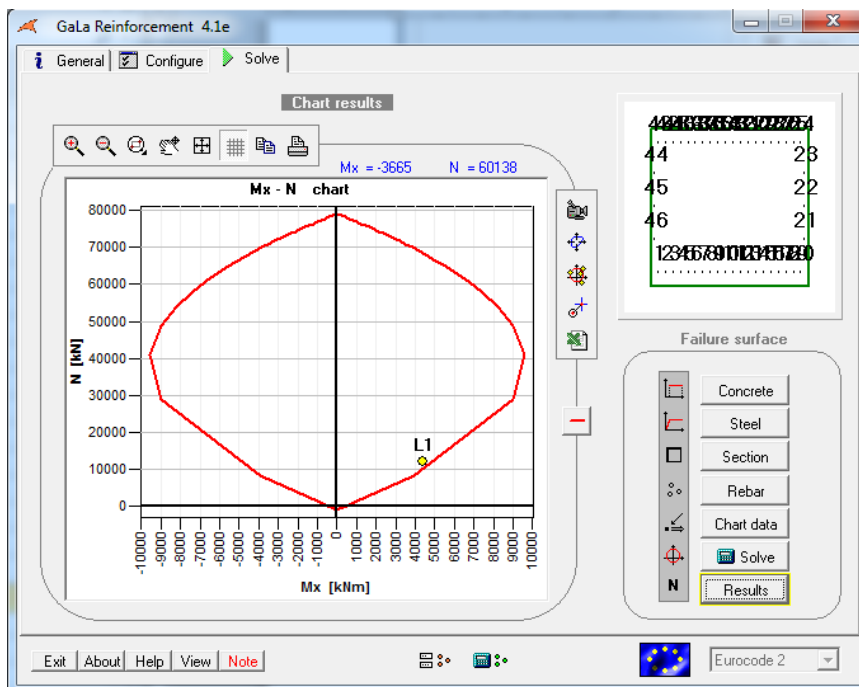 GaLa Reinforcement 4.1e
General Configure Solve
Chart results
Mx = -3665 N = 60138
Mx - N chart
N [kN]
80000
70000
60000
50000
40000
30000
20000
10000
0
L1
-10000 -9000 -8000 -7000 -6000 -5000 -4000 -3000 -2000 -1000 0 1000 2000 3000 4000 5000 6000 7000 8000 9000 10000
Mx [kNm]
44 23
45 22
46 21
Failure surface
Concrete
Steel
Section
Rebar
Chart data
Solve
N Results
Exit About Help View Note
Eurocode 2